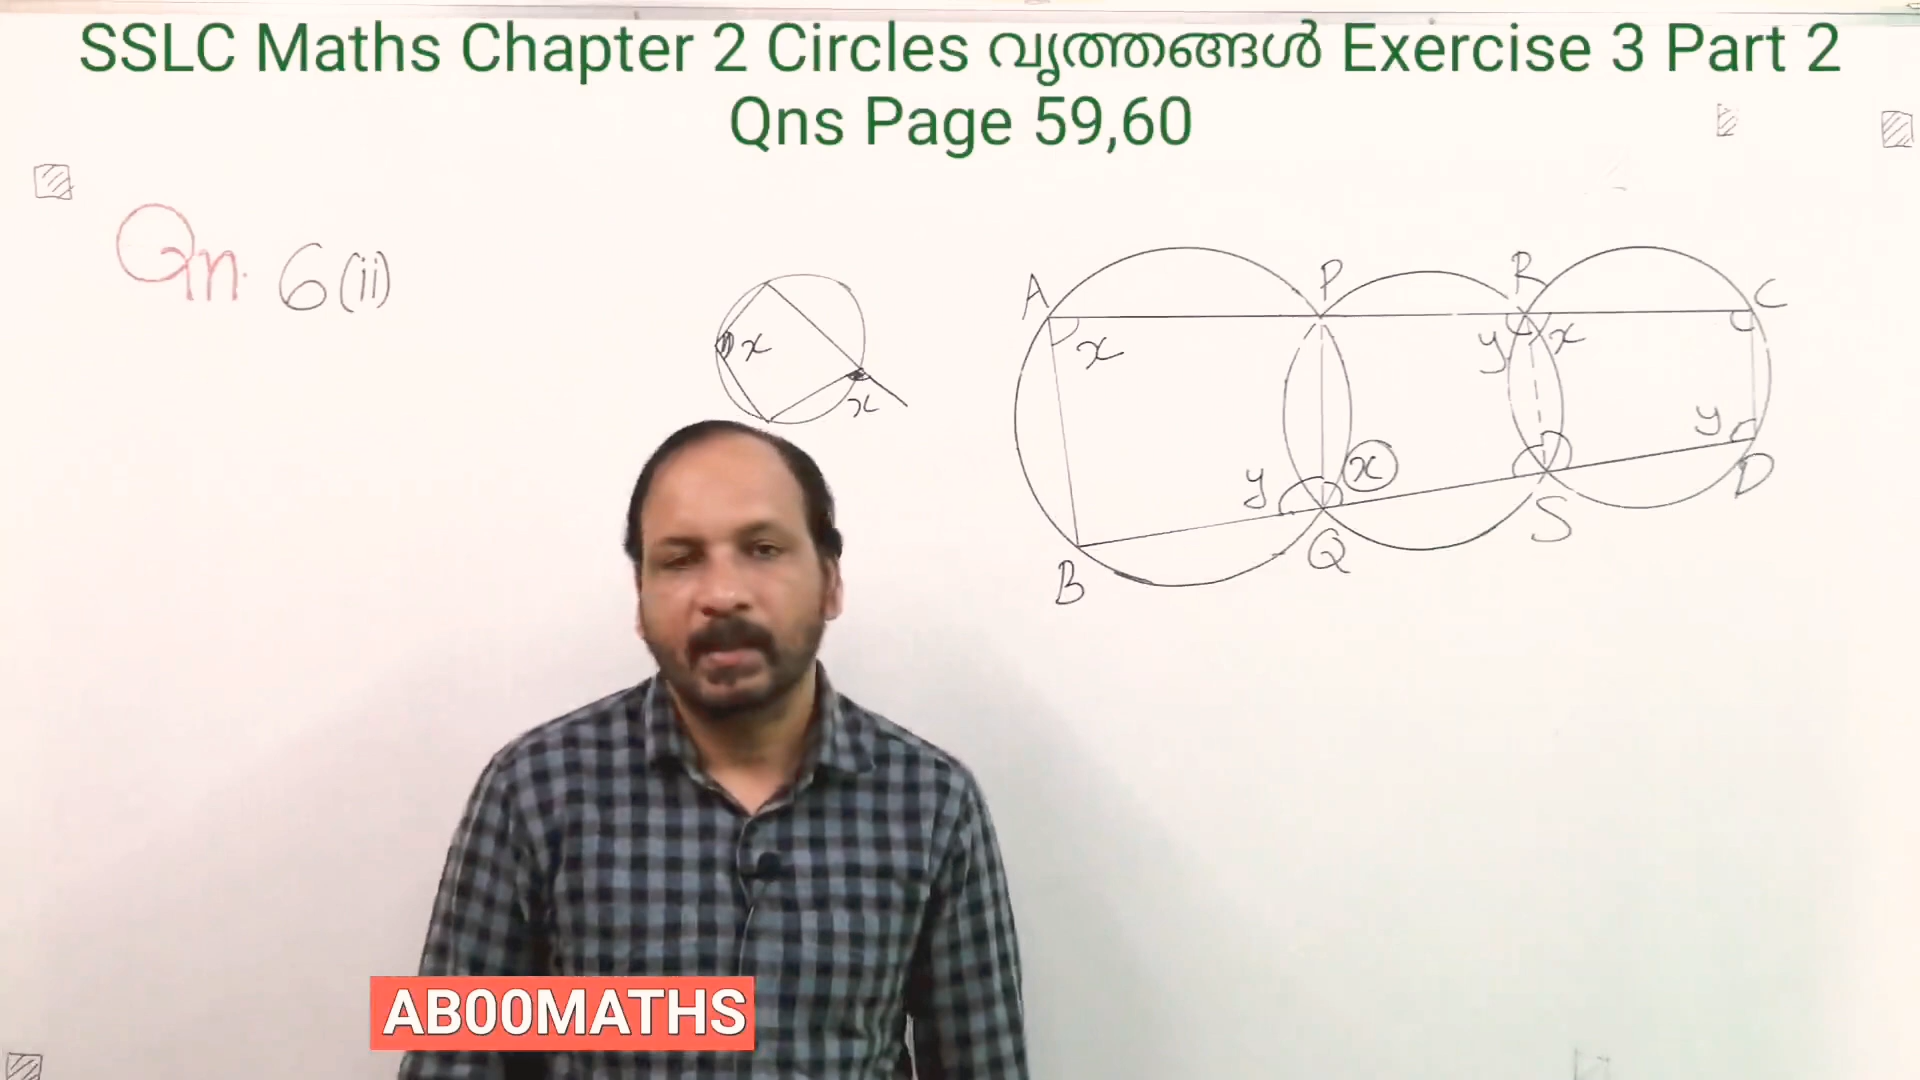 SSLC Maths Chapter 2 Circles വൃത്തങ്ങൾ Exercise 3 Part 2
Qns Page 59,60
Qn. 6(ii)
x
x
A P R C
x y x
y x y
B Q S D
AB00MATHS